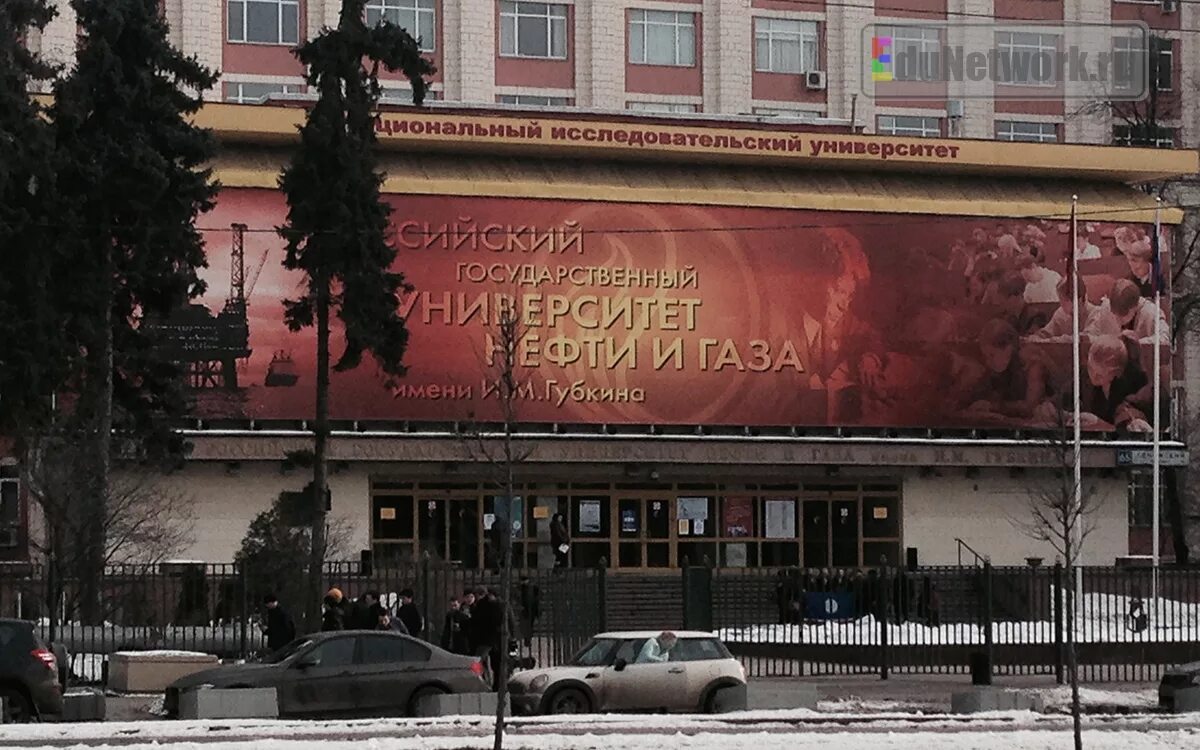 EduNetwork.ru
циональный исследовательский университет
ссийский
государственный
университет
нефти и газа
имени И.М.Губкина